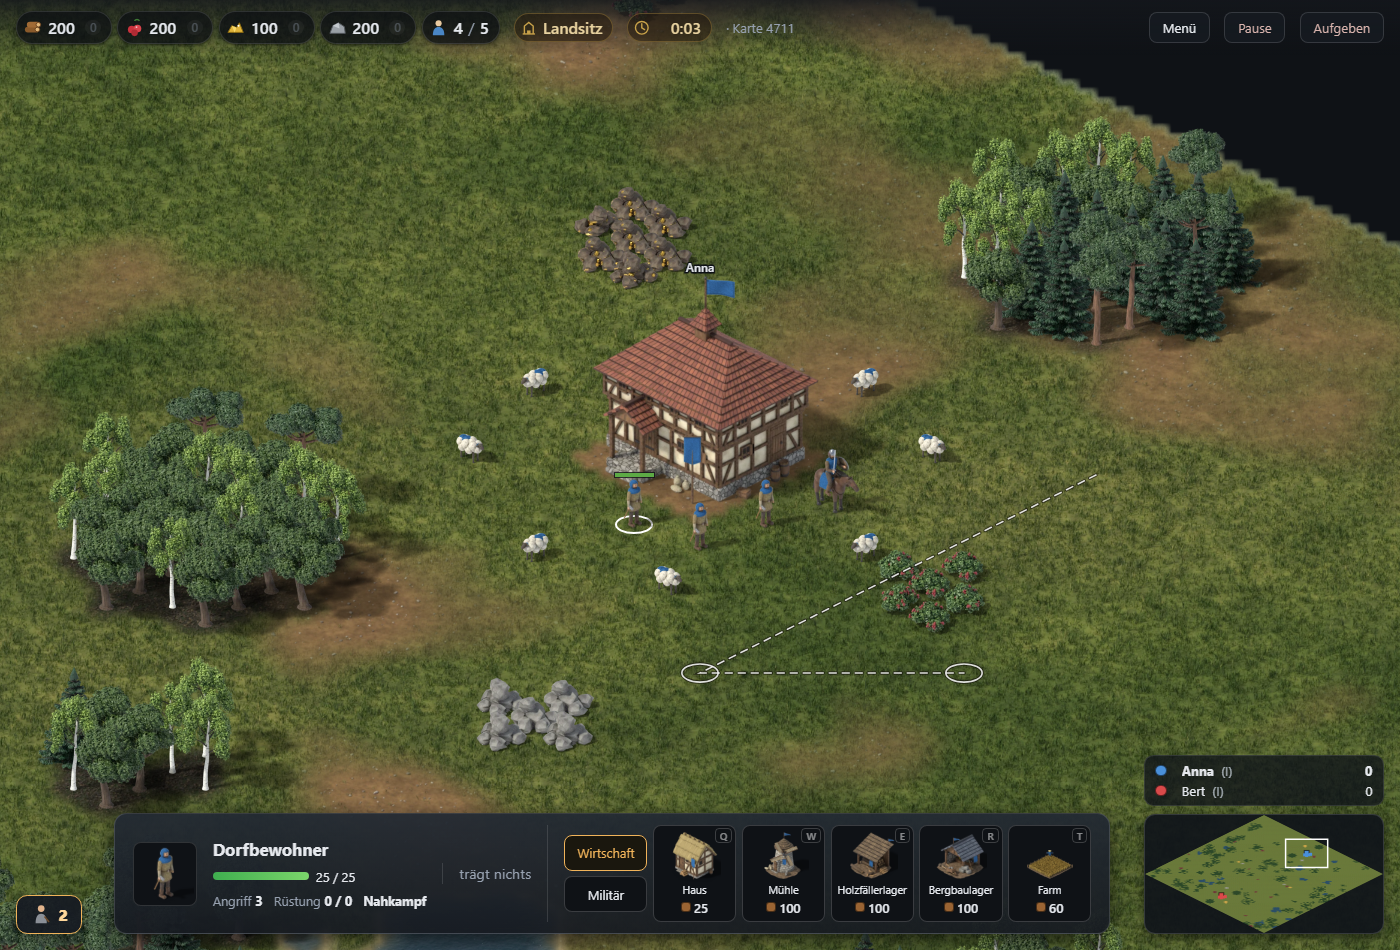 200 0 200 0 100 0 200 0 4 / 5 Landsitz 0:03 · Karte 4711 Menü Pause Aufgeben
Anna
Anna (I) 0
Bert (I) 0
Dorfbewohner
25 / 25
Angriff 3 Rüstung 0 / 0 Nahkampf
trägt nichts
Wirtschaft
Militär
Q W E R T
Haus Mühle Holzfällerlager Bergbaulager Farm
25 100 100 100 60
2